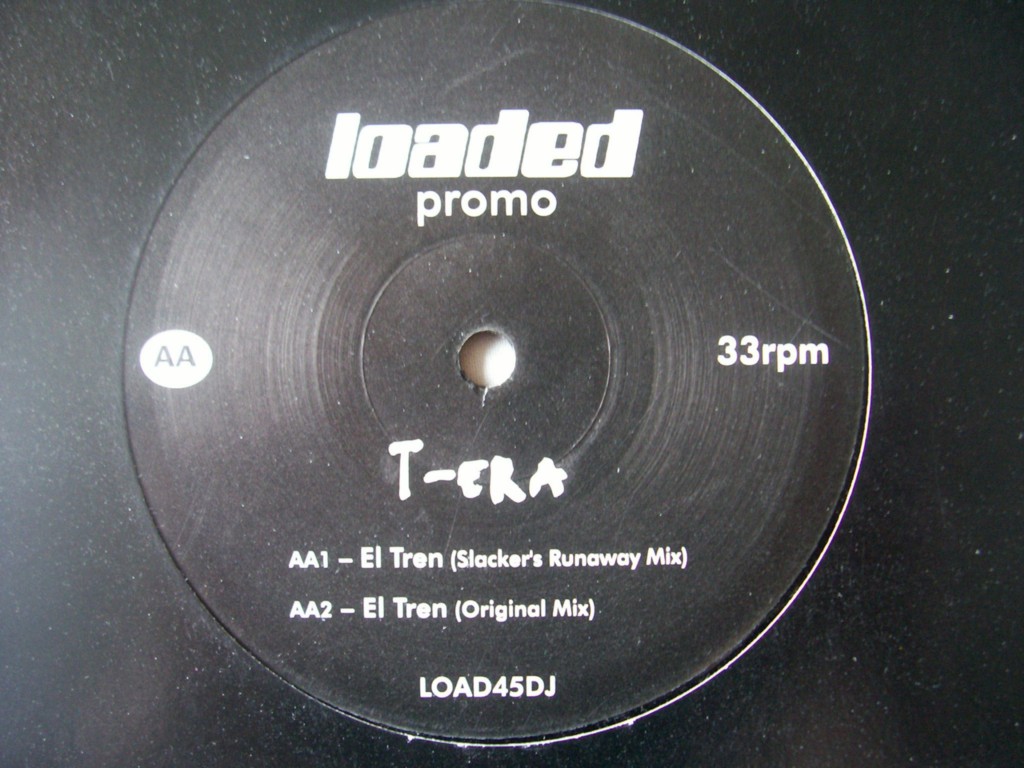 loaded
promo
AA
33rpm
T-ERA
AA1 – El Tren (Slacker's Runaway Mix)
AA2 – El Tren (Original Mix)
LOAD45DJ